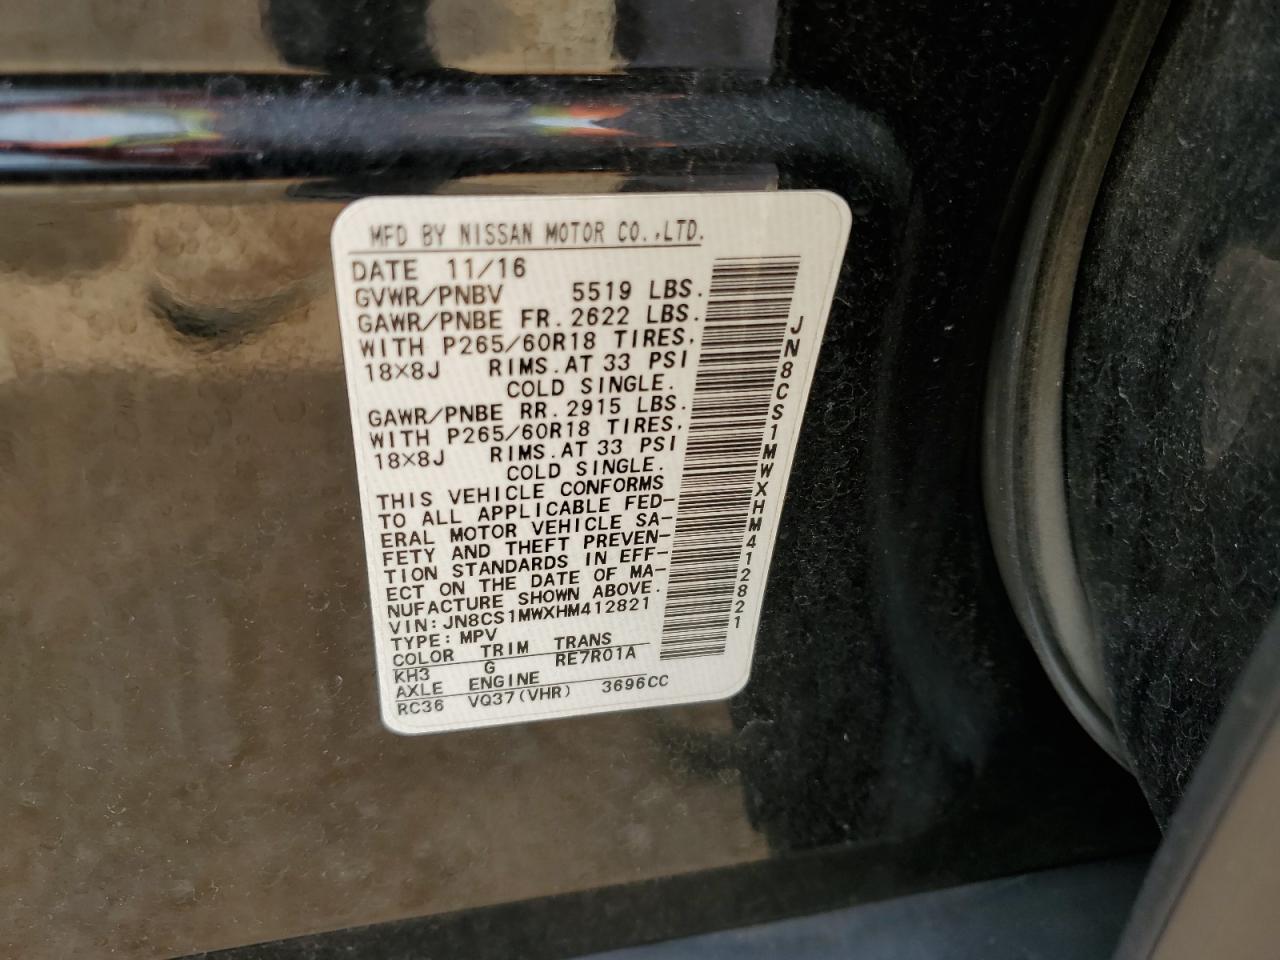 MFD BY NISSAN MOTOR CO.,LTD.
DATE 11/16
GVWR/PNBV 5519 LBS.
GAWR/PNBE FR.2622 LBS.
WITH P265/60R18 TIRES.
18×8J RIMS.AT 33 PSI
COLD SINGLE.
GAWR/PNBE RR.2915 LBS.
WITH P265/60R18 TIRES.
18×8J RIMS.AT 33 PSI
COLD SINGLE.
THIS VEHICLE CONFORMS
TO ALL APPLICABLE FED-
ERAL MOTOR VEHICLE SA-
FETY AND THEFT PREVEN-
TION STANDARDS IN EFF-
ECT ON THE DATE OF MA-
NUFACTURE SHOWN ABOVE.
VIN:JN8CS1MWXHM412821
TYPE:MPV
COLOR TRIM TRANS
KH3 G RE7R01A
AXLE ENGINE
RC36 VQ37(VHR) 3696CC
JN8CS1MWXHM412821